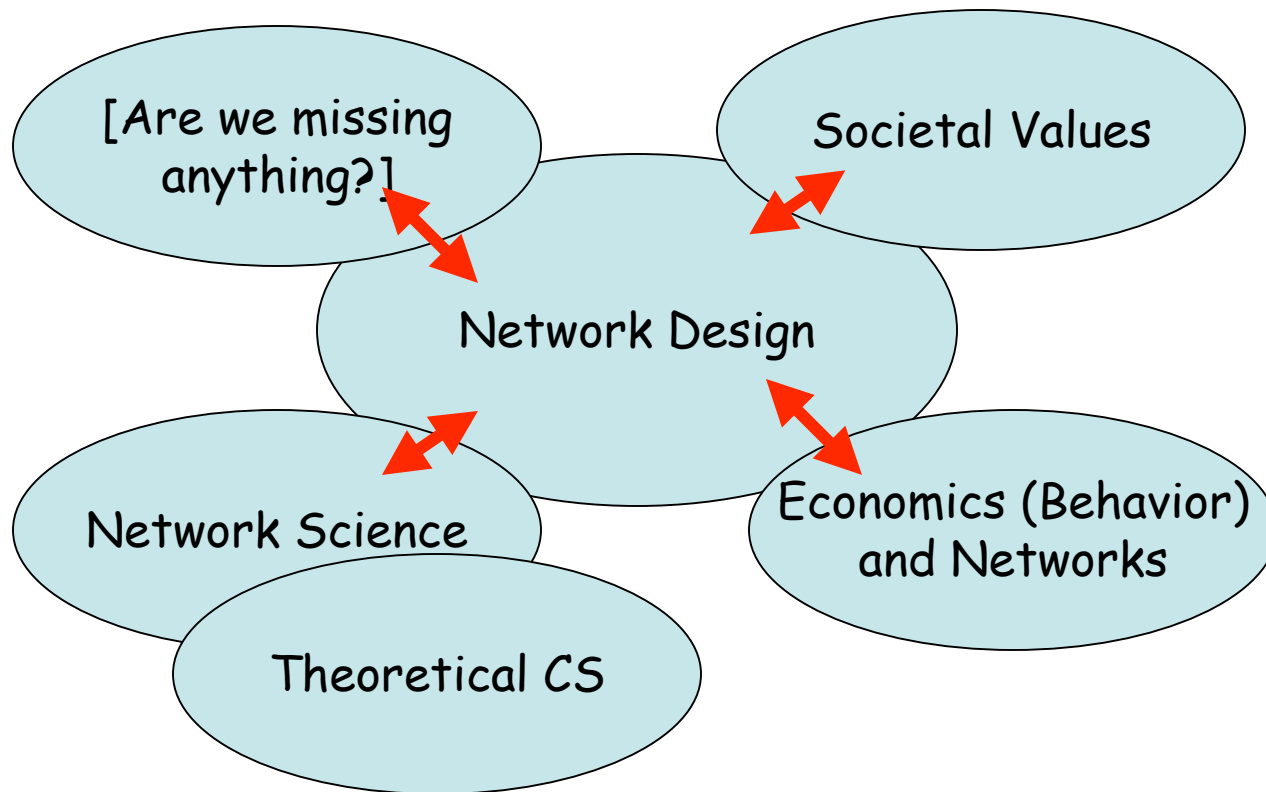 [Are we missing
anything?]
Societal Values
Network Design
Network Science
Economics (Behavior)
and Networks
Theoretical CS